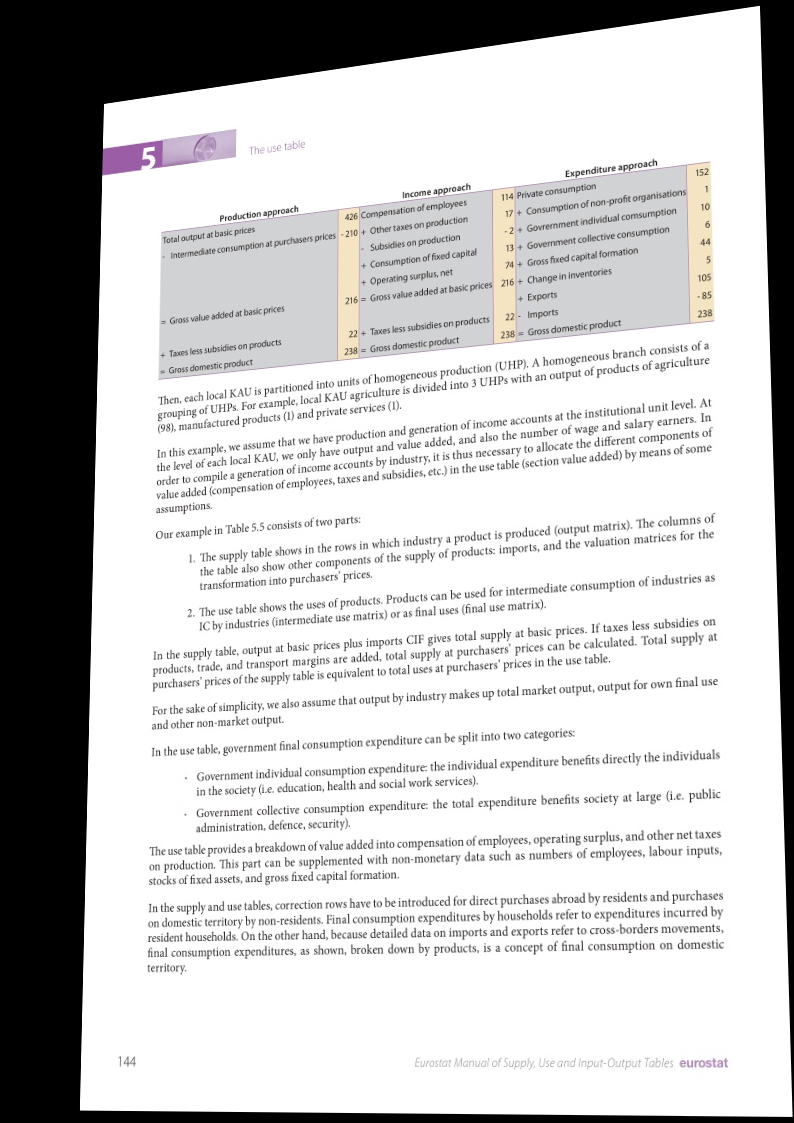 5
The use table
Production approach Income approach Expenditure approach
Total output at basic prices 426 Compensation of employees 114 Private consumption 152
- Intermediate consumption at purchasers prices - 210 + Other taxes on production 17 + Consumption of non-profit organisations 1
- Subsidies on production - 2 + Govrernment individual comsumption 10
+ Consumption of fixed capital 13 + Government collective consumption 6
+ Operating surplus, net 74 + Gross fixed capital formation 44
= Gross value added at basic prices 216 = Gross value added at basic prices 216 + Change in inventories 5
+ Exports 105
+ Taxes less subsidies on products 22 + Taxes less subsidies on products 22 - Imports - 85
= Gross domestic product 238 = Gross domestic product 238 = Gross domestic product 238
Then, each local KAU is partitioned into units of homogeneous production (UHP). A homogeneous branch consists of a
grouping of UHPs. For example, local KAU agriculture is divided into 3 UHPs with an output of products of agriculture
(98), manufactured products (1) and private services (1).
In this example, we assume that we have production and generation of income accounts at the institutional unit level. At
the level of each local KAU, we only have output and value added, and also the number of wage and salary earners. In
order to compile a generation of income accounts by industry, it is thus necessary to allocate the different components of
value added (compensation of employees, taxes and subsidies, etc.) in the use table (section value added) by means of some
assumptions.
Our example in Table 5.5 consists of two parts:
1. The supply table shows in the rows in which industry a product is produced (output matrix). The columns of
the table also show other components of the supply of products: imports, and the valuation matrices for the
transformation into purchasers' prices.
2. The use table shows the uses of products. Products can be used for intermediate consumption of industries as
IC by industries (intermediate use matrix) or as final uses (final use matrix).
In the supply table, output at basic prices plus imports CIF gives total supply at basic prices. If taxes less subsidies on
products, trade, and transport margins are added, total supply at purchasers' prices can be calculated. Total supply at
purchasers' prices of the supply table is equivalent to total uses at purchasers' prices in the use table.
For the sake of simplicity, we also assume that output by industry makes up total market output, output for own final use
and other non-market output.
In the use table, government final consumption expenditure can be split into two categories:
· Government individual consumption expenditure: the individual expenditure benefits directly the individuals
in the society (i.e. education, health and social work services).
· Government collective consumption expenditure: the total expenditure benefits society at large (i.e. public
administration, defence, security).
The use table provides a breakdown of value added into compensation of employees, operating surplus, and other net taxes
on production. This part can be supplemented with non-monetary data such as numbers of employees, labour inputs,
stocks of fixed assets, and gross fixed capital formation.
In the supply and use tables, correction rows have to be introduced for direct purchases abroad by residents and purchases
on domestic territory by non-residents. Final consumption expenditures by households refer to expenditures incurred by
resident households. On the other hand, because detailed data on imports and exports refer to cross-borders movements,
final consumption expenditures, as shown, broken down by products, is a concept of final consumption on domestic
territory.
144
Eurostat Manual of Supply, Use and Input-Output Tables eurostat